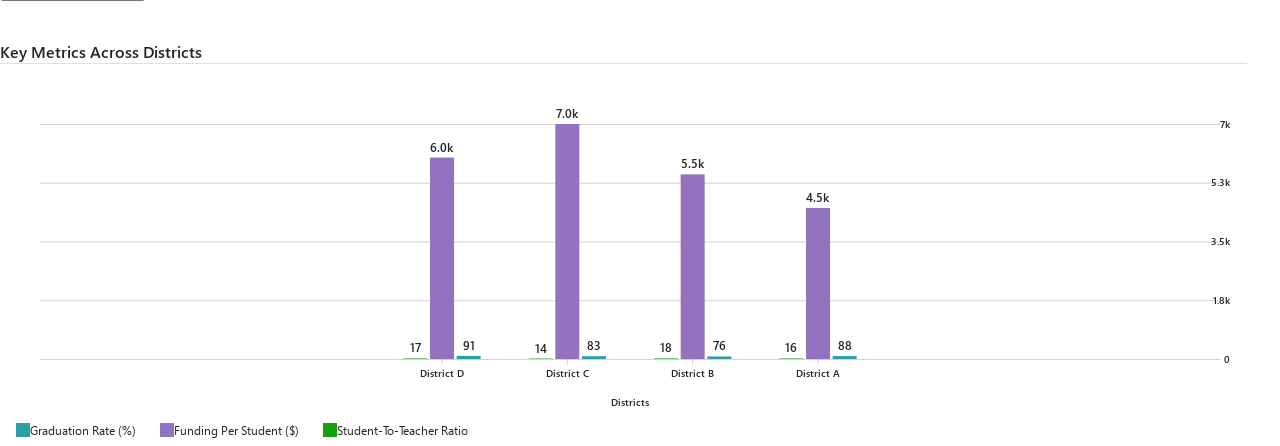 Key Metrics Across Districts
7.0k
7k
6.0k
5.5k
5.3k
4.5k
3.5k
1.8k
17
91
14
83
18
76
16
88
0
District D
District C
District B
District A
Districts
Graduation Rate (%)
Funding Per Student ($)
Student-To-Teacher Ratio